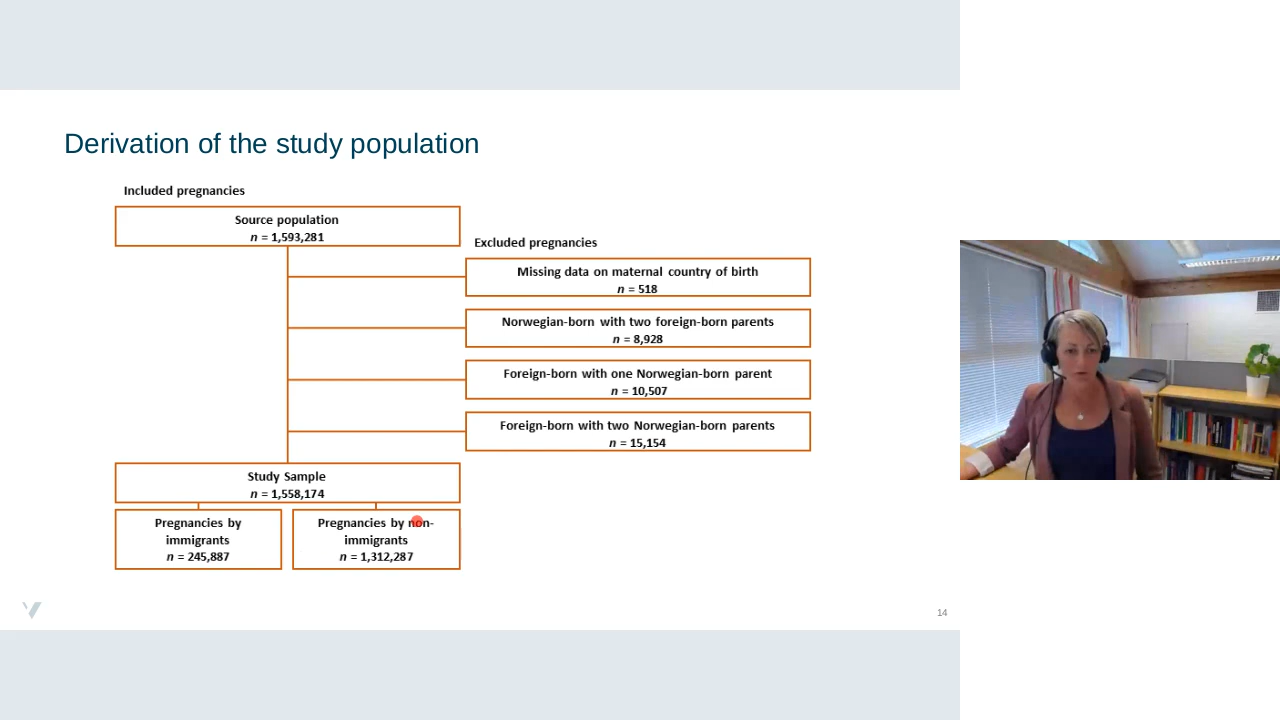 Derivation of the study population
Included pregnancies
Source population
n = 1,593,281
Excluded pregnancies
Missing data on maternal country of birth
n = 518
Norwegian-born with two foreign-born parents
n = 8,928
Foreign-born with one Norwegian-born parent
n = 10,507
Foreign-born with two Norwegian-born parents
n = 15,154
Study Sample
n = 1,558,174
Pregnancies by
immigrants
n = 245,887
Pregnancies by non-
immigrants
n = 1,312,287
14